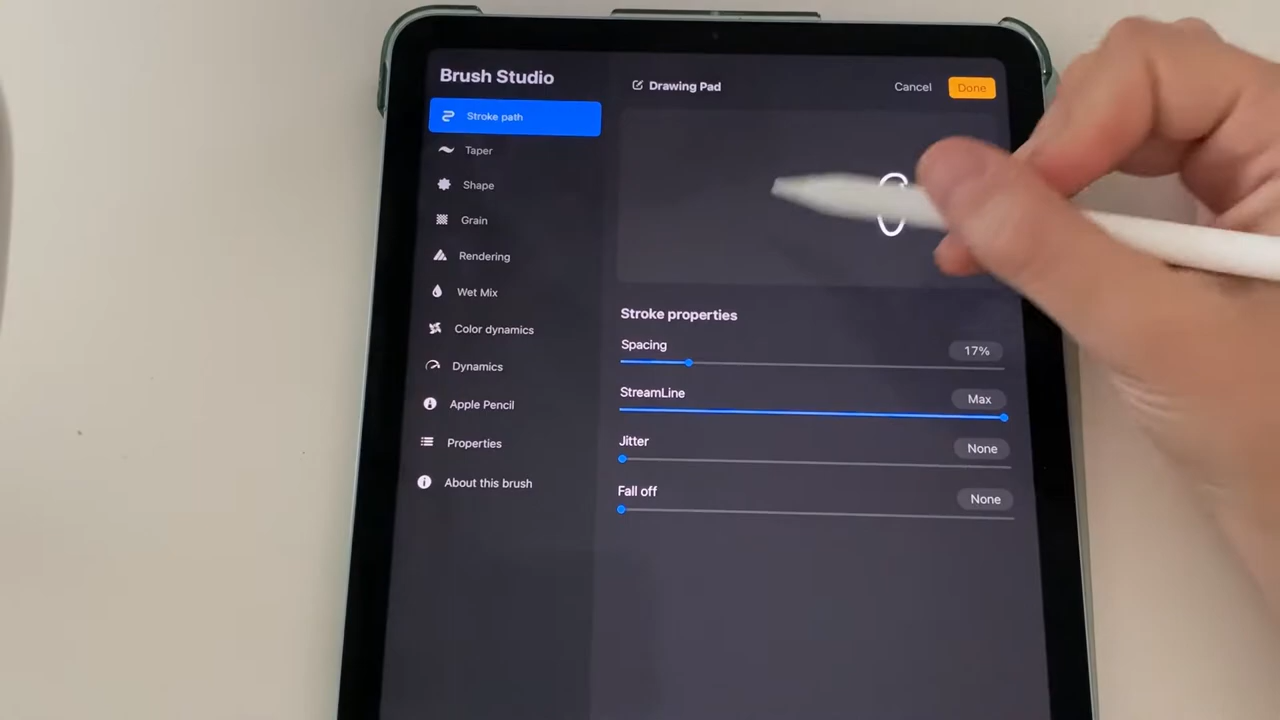 Brush Studio
Stroke path
Taper
Shape
Grain
Rendering
Wet Mix
Color dynamics
Dynamics
Apple Pencil
Properties
About this brush
Drawing Pad
Cancel
Done
Stroke properties
Spacing
17%
StreamLine
Max
Jitter
None
Fall off
None